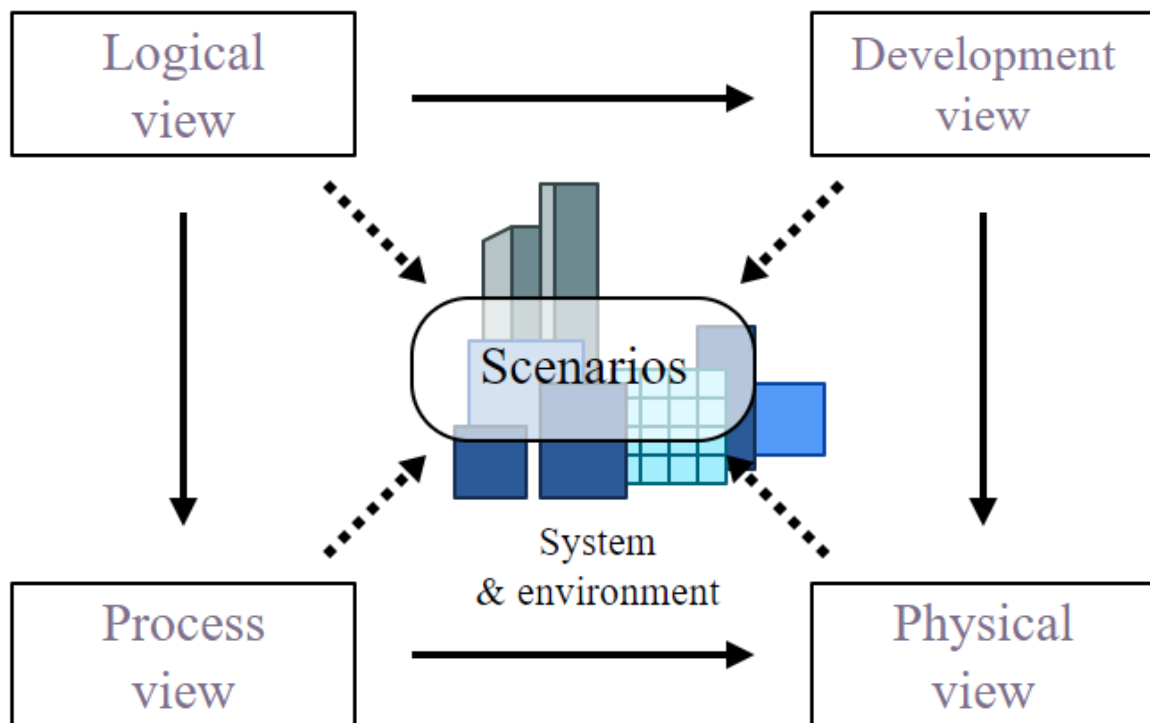 Logical
view
Development
view
Scenarios
System
& environment
Process
view
Physical
view